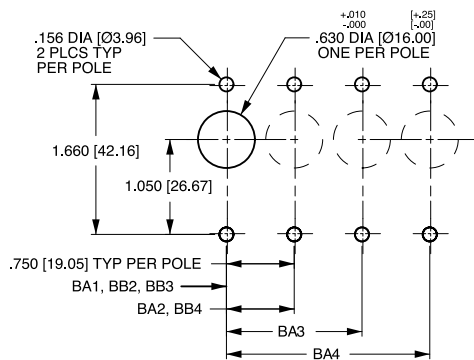 +.010 [+.25]
-.000 [-.00]
.156 DIA [Ø3.96]
2 PLCS TYP
PER POLE
.630 DIA [Ø16.00]
ONE PER POLE
1.660 [42.16]
1.050 [26.67]
.750 [19.05] TYP PER POLE
BA1, BB2, BB3
BA2, BB4
BA3
BA4